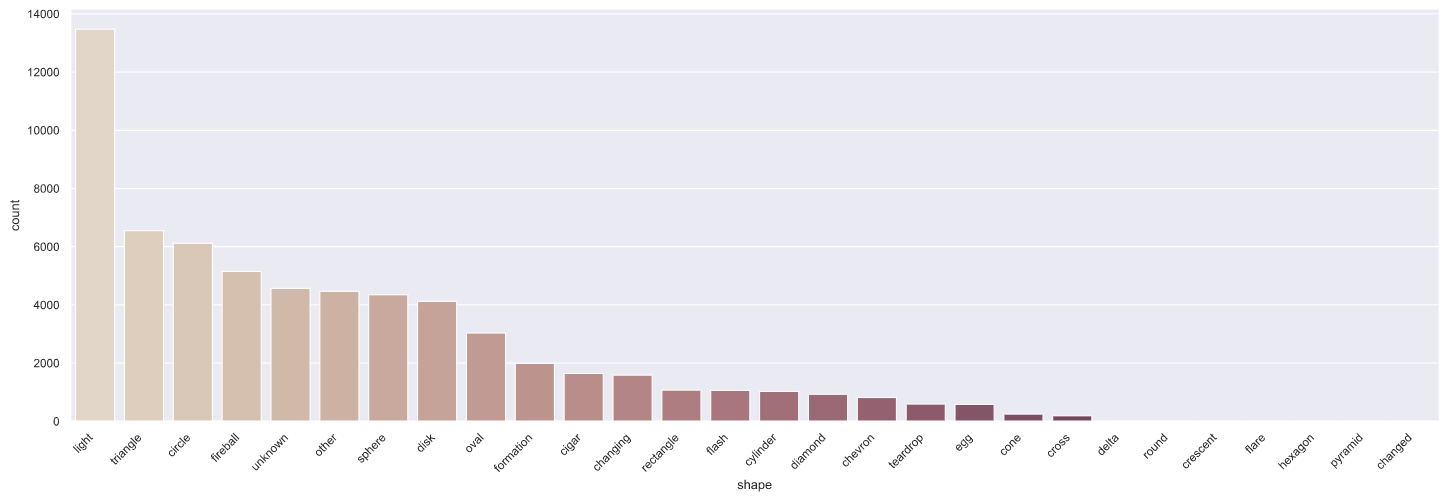 14000
12000
10000
8000
6000
4000
2000
0
count
light
triangle
circle
fireball
unknown
other
sphere
disk
oval
formation
cigar
changing
rectangle
flash
cylinder
diamond
chevron
teardrop
egg
cone
cross
delta
round
crescent
flare
hexagon
pyramid
changed
shape